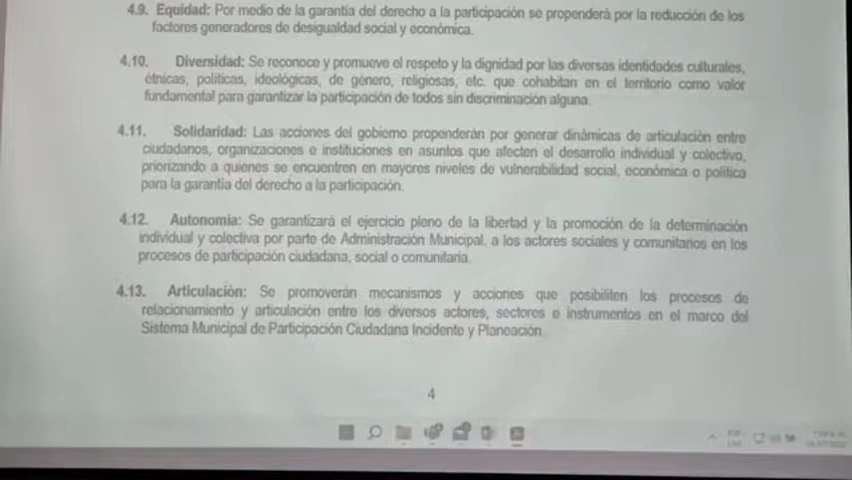 4.9. Equidad: Por medio de la garantía del derecho a la participación se propenderá por la reducción de los
factores generadores de desigualdad social y económica.
4.10. Diversidad: Se reconoce y promueve el respeto y la dignidad por las diversas identidades culturales,
étnicas, políticas, ideológicas, de género, religiosas, etc. que cohabitan en el territorio como valor
fundamental para garantizar la participación de todos sin discriminación alguna.
4.11. Solidaridad: Las acciones del gobierno propenderán por generar dinámicas de articulación entre
ciudadanos, organizaciones e instituciones en asuntos que afecten el desarrollo individual y colectivo,
priorizando a quienes se encuentren en mayores niveles de vulnerabilidad social, económica o política
para la garantía del derecho a la participación.
4.12. Autonomía: Se garantizará el ejercicio pleno de la libertad y la promoción de la determinación
individual y colectiva por parte de Administración Municipal, a los actores sociales y comunitarios en los
procesos de participación ciudadana, social o comunitaria.
4.13. Articulación: Se promoverán mecanismos y acciones que posibiliten los procesos de
relacionamiento y articulación entre los diversos actores, sectores e instrumentos en el marco del
Sistema Municipal de Participación Ciudadana Incidente y Planeación.
4